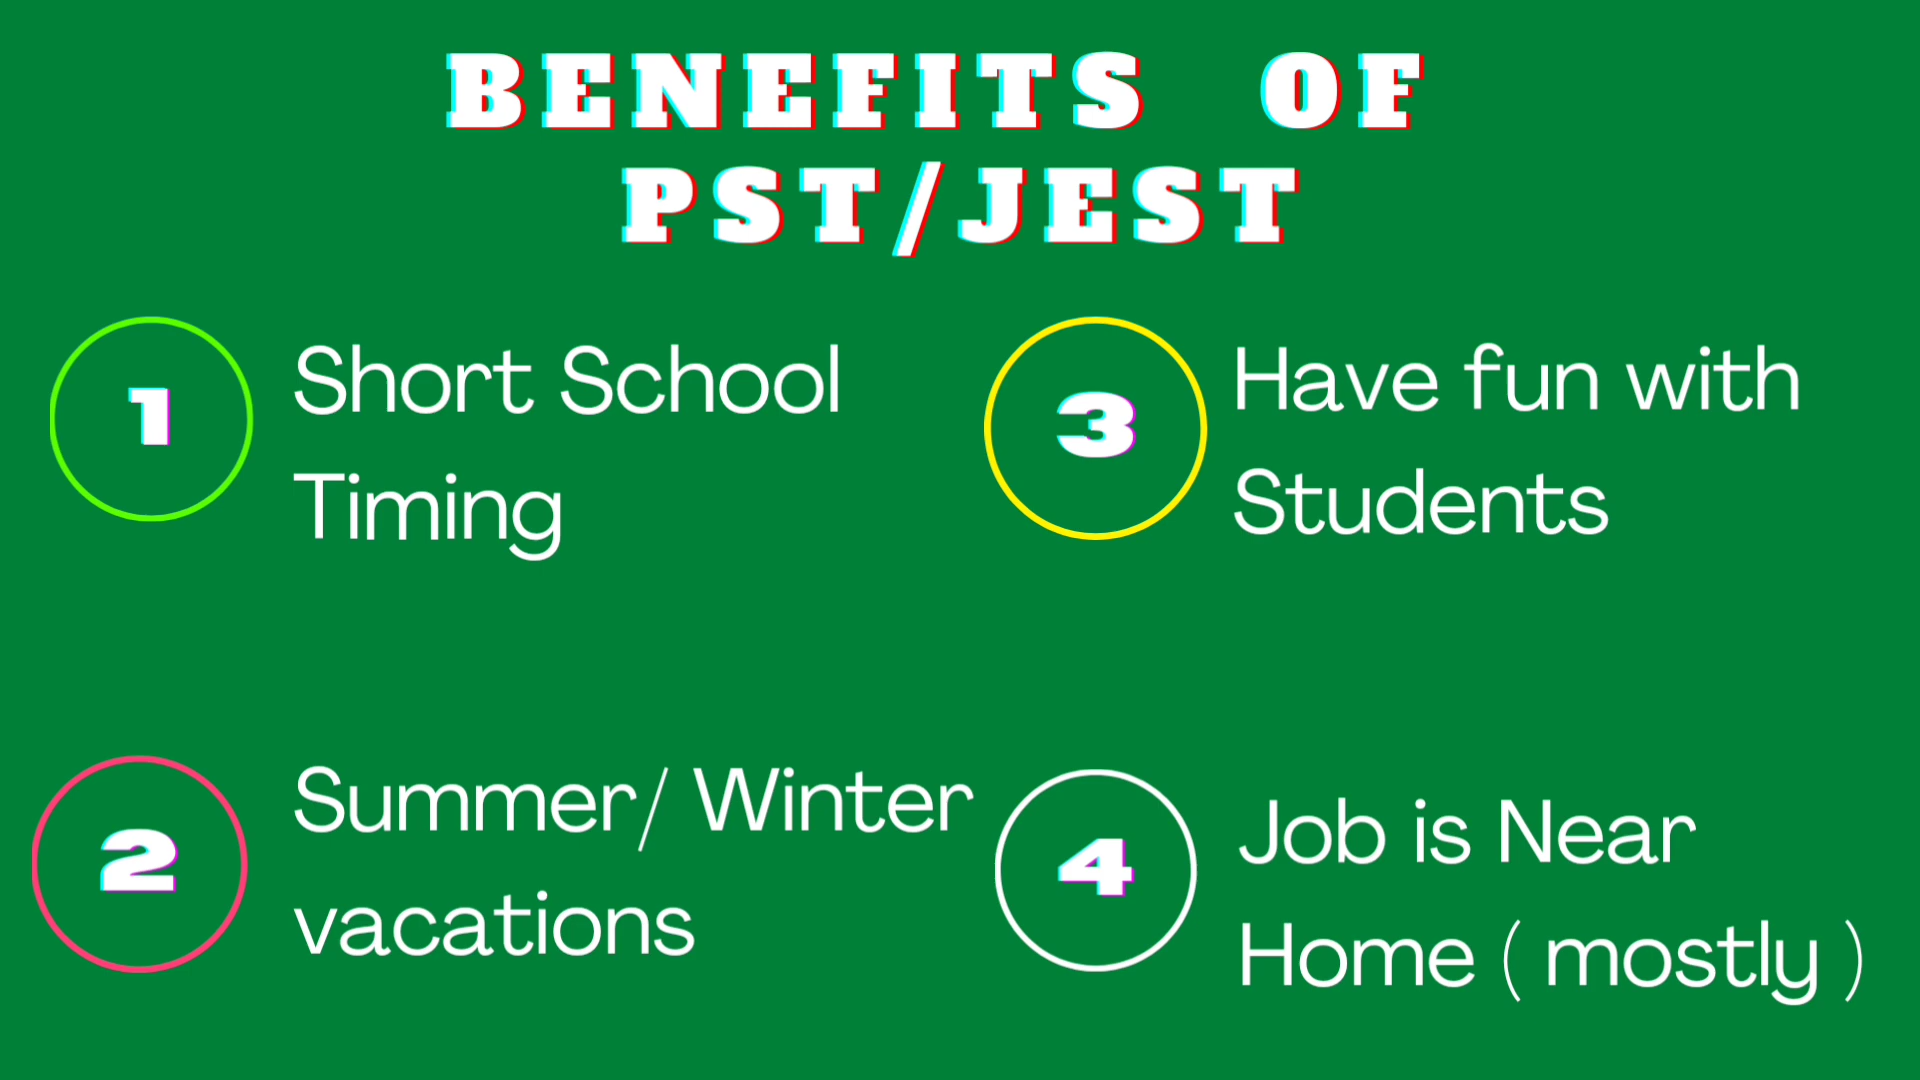 BENEFITS OF
PST/JEST
1
Short School
Timing
2
Summer/ Winter
vacations
3
Have fun with
Students
4
Job is Near
Home ( mostly )